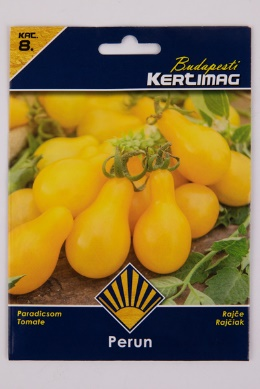 KAT.
8.
Budapesti
KERTIMAG
Paradicsom
Tomate
Rajče
Rajčiak
Perun